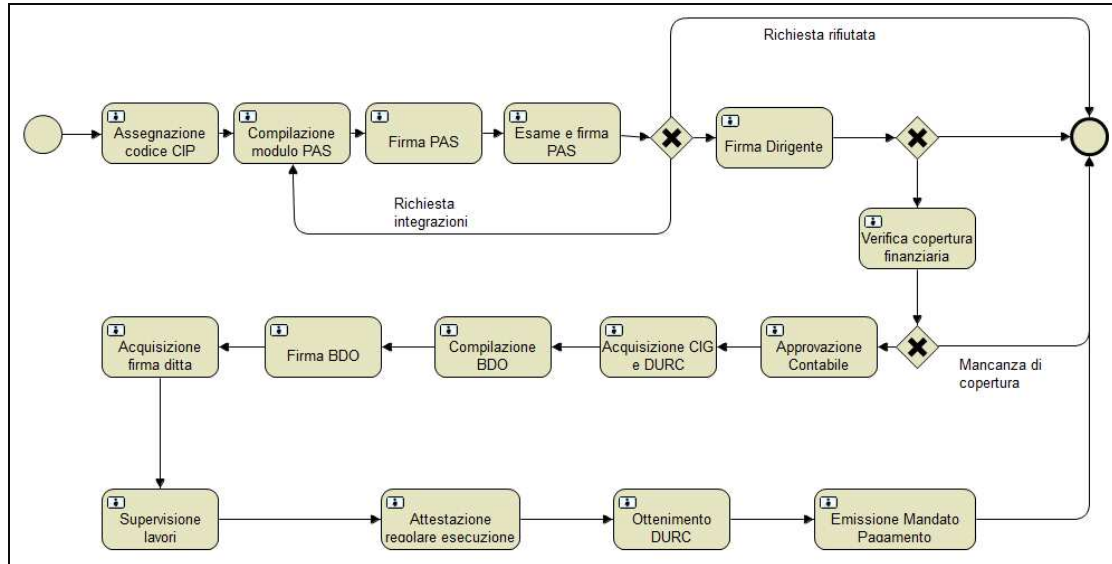 Richiesta rifiutata
Assegnazione
codice CIP
Compilazione
modulo PAS
Firma PAS
Esame e firma
PAS
Firma Dirigente
Richiesta
integrazioni
Verifica copertura
finanziaria
Acquisizione
firma ditta
Firma BDO
Compilazione
BDO
Acquisizione CIG
e DURC
Approvazione
Contabile
Mancanza di
copertura
Supervisione
lavori
Attestazione
regolare esecuzione
Ottenimento
DURC
Emissione Mandato
Pagamento